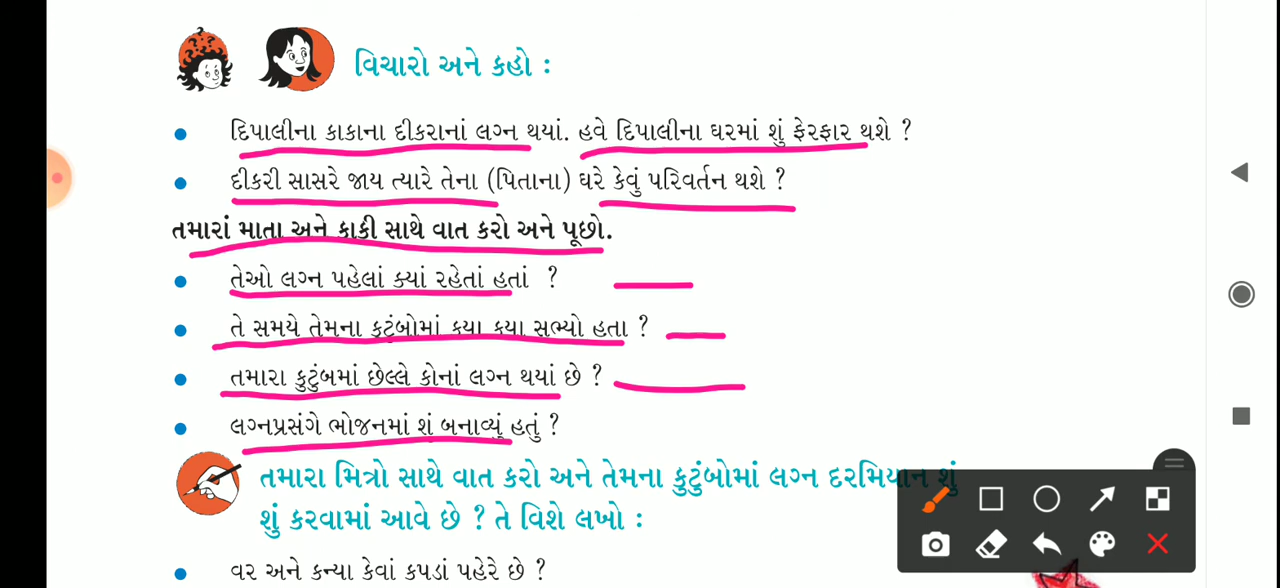 વિચારો અને કહો :
દિપાલીના કાકાના દીકરાનાં લગ્ન થયાં. હવે દિપાલીના ઘરમાં શું ફેરફાર થશે ?
દીકરી સાસરે જાય ત્યારે તેના (પિતાના) ઘરે કેવું પરિવર્તન થશે ?
તમારાં માતા અને કાકી સાથે વાત કરો અને પૂછો.
તેઓ લગ્ન પહેલાં ક્યાં રહેતાં હતાં ?
તે સમયે તેમના કુટુંબોમાં કયા કયા સભ્યો હતા ?
તમારા કુટુંબમાં છેલ્લે કોનાં લગ્ન થયાં છે ?
લગ્નપ્રસંગે ભોજનમાં શું બનાવ્યું હતું ?
તમારા મિત્રો સાથે વાત કરો અને તેમના કુટુંબોમાં લગ્ન દરમિયાન શું
શું કરવામાં આવે છે ? તે વિશે લખો :
વર અને કન્યા કેવાં કપડાં પહેરે છે ?